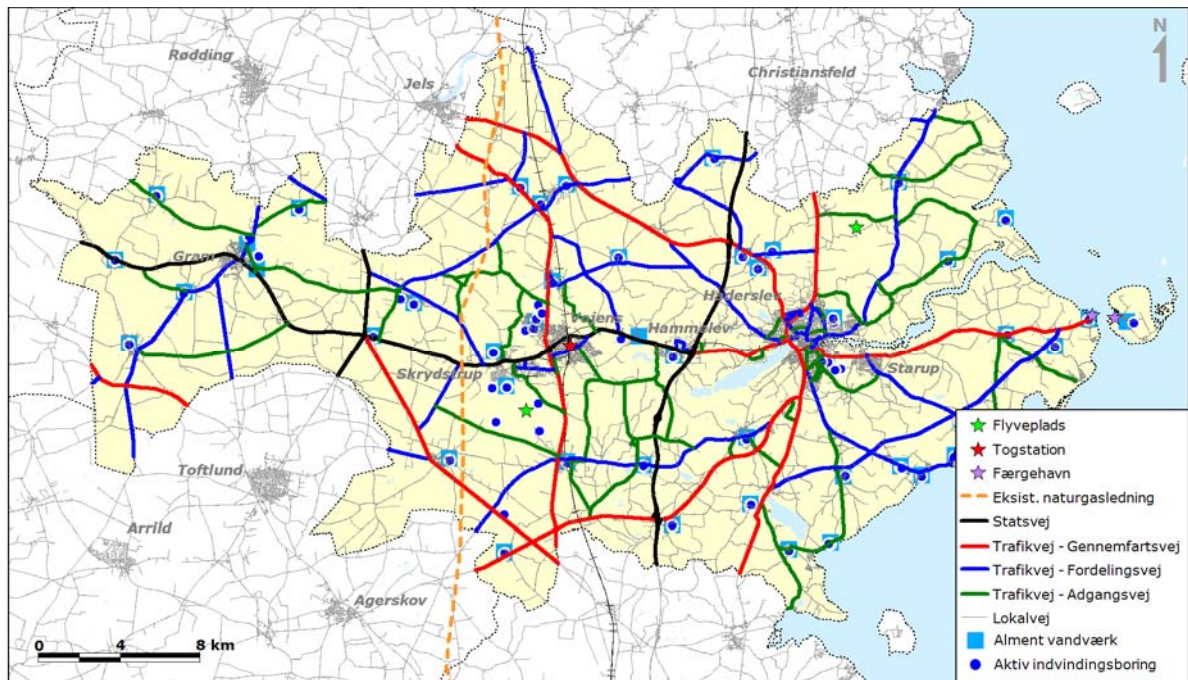 Rødding
Jels
Christiansfeld
N
Gram
Haderslev
Vojens
Hammelev
Skrydstrup
Starup
Toftlund
Arrild
Agerskov
0 4 8 km
Flyveplads
Togstation
Færgehavn
Eksist. naturgasledning
Statsvej
Trafikvej - Gennemfartsvej
Trafikvej - Fordelingsvej
Trafikvej - Adgangsvej
Lokalvej
Alment vandværk
Aktiv indvindingsboring